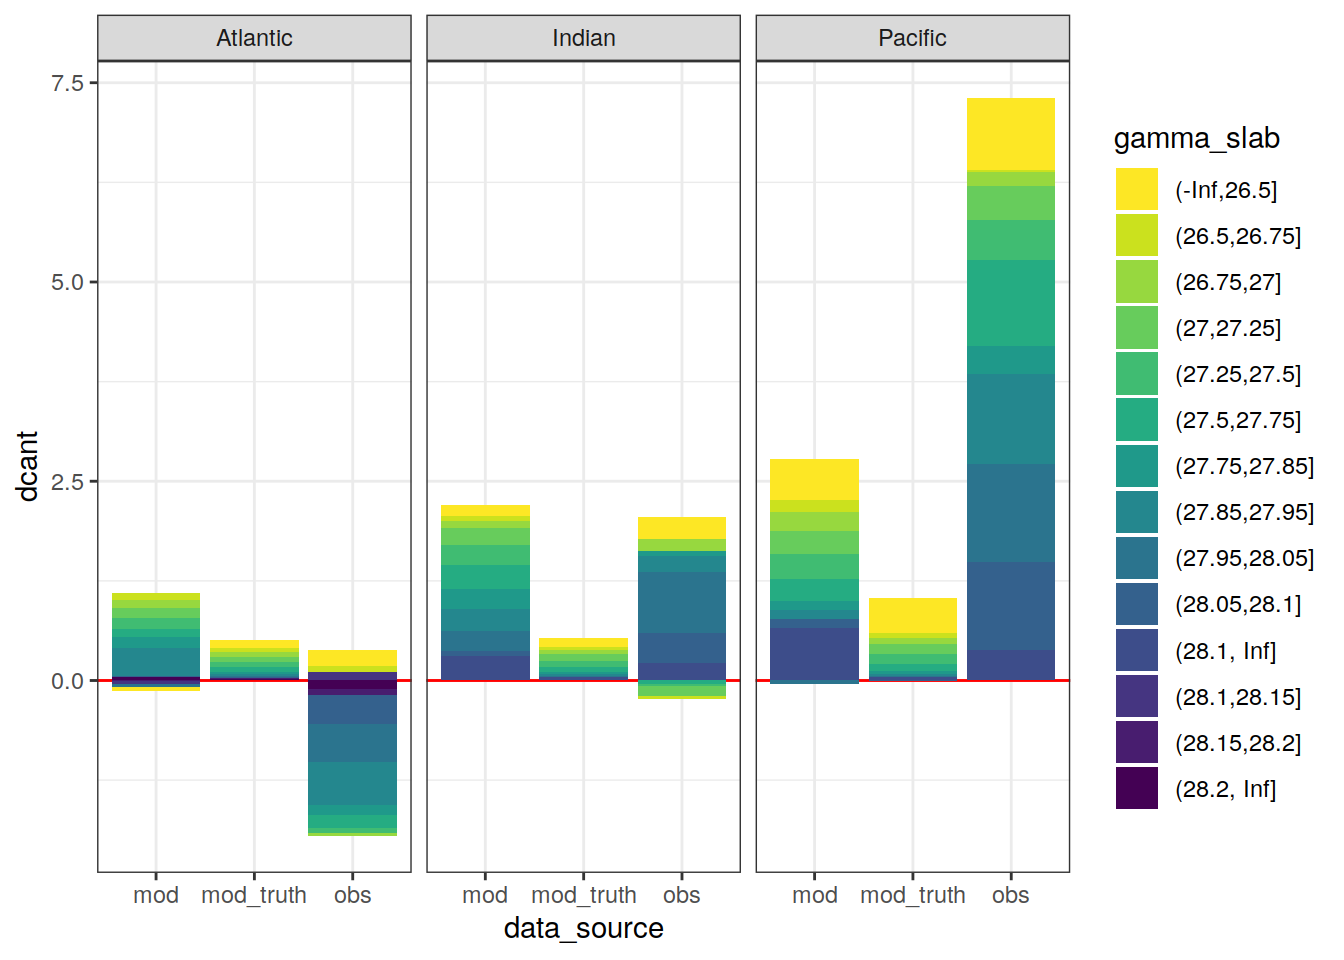 Atlantic
Indian
Pacific
7.5
5.0
2.5
0.0
dcant
mod
mod_truth
obs
mod
mod_truth
obs
mod
mod_truth
obs
data_source
gamma_slab
(-Inf,26.5]
(26.5,26.75]
(26.75,27]
(27,27.25]
(27.25,27.5]
(27.5,27.75]
(27.75,27.85]
(27.85,27.95]
(27.95,28.05]
(28.05,28.1]
(28.1, Inf]
(28.1,28.15]
(28.15,28.2]
(28.2, Inf]